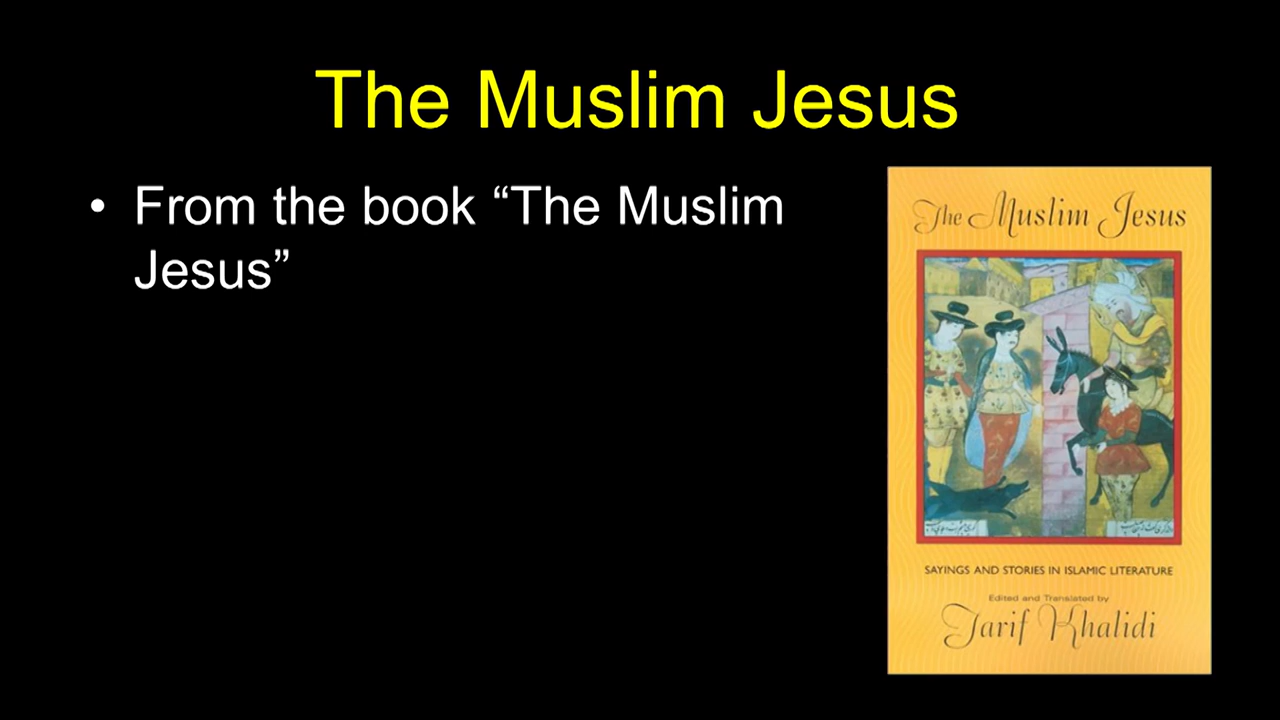 The Muslim Jesus
• From the book “The Muslim
Jesus”
The Muslim Jesus
SAYINGS AND STORIES IN ISLAMIC LITERATURE
Edited and Translated by
Tarif Khalidi